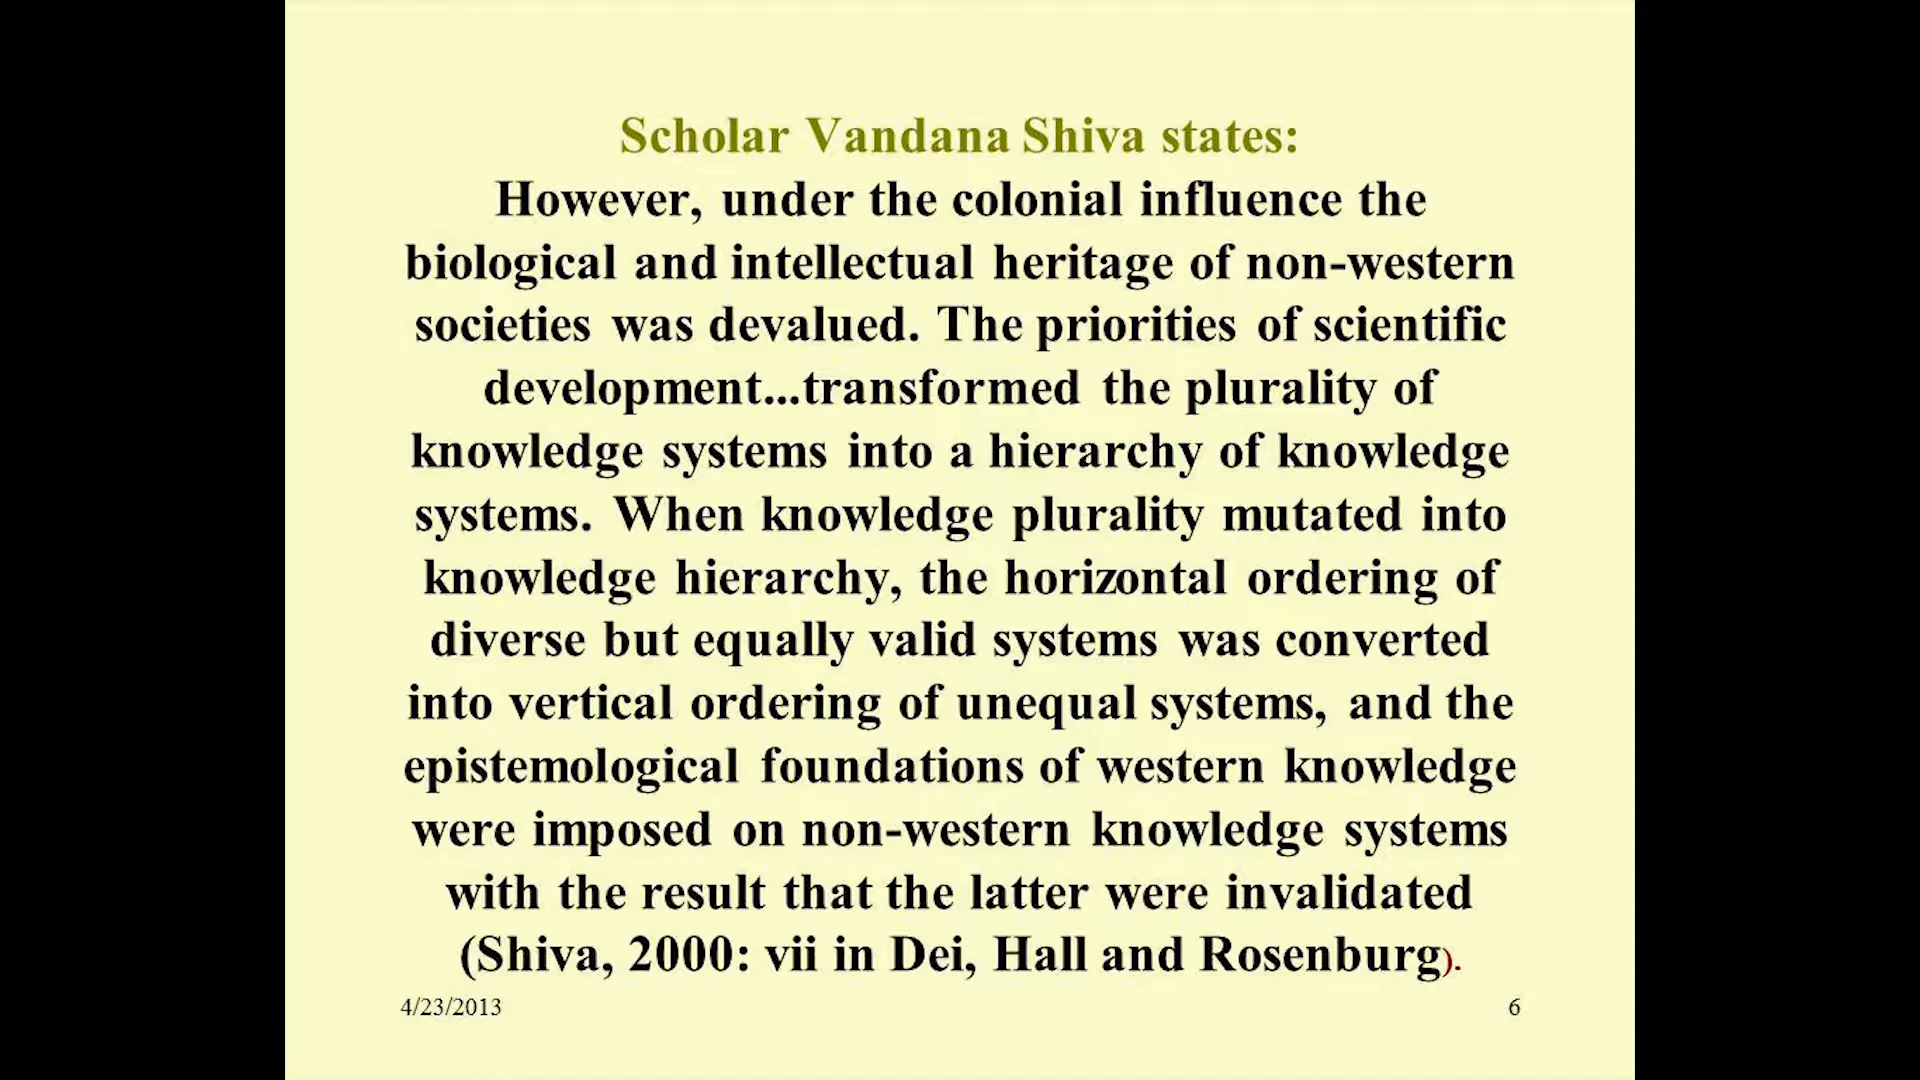 Scholar Vandana Shiva states:
However, under the colonial influence the
biological and intellectual heritage of non-western
societies was devalued. The priorities of scientific
development...transformed the plurality of
knowledge systems into a hierarchy of knowledge
systems. When knowledge plurality mutated into
knowledge hierarchy, the horizontal ordering of
diverse but equally valid systems was converted
into vertical ordering of unequal systems, and the
epistemological foundations of western knowledge
were imposed on non-western knowledge systems
with the result that the latter were invalidated
(Shiva, 2000: vii in Dei, Hall and Rosenburg).
4/23/2013
6